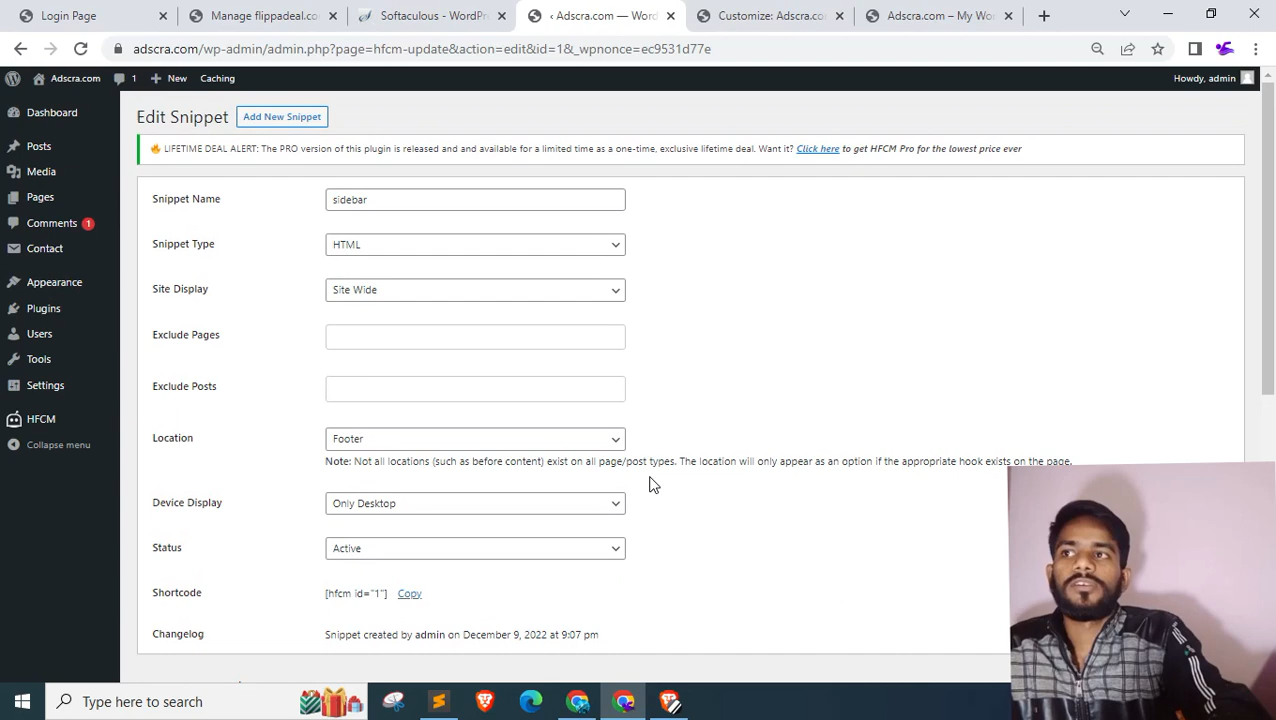 Login Page
Manage flippadeal.co
Softaculous - WordPr
‹ Adscra.com — Wor
Customize: Adscra.co
Adscra.com – My Wo
adscra.com/wp-admin/admin.php?page=hfcm-update&action=edit&id=1&_wpnonce=ec9531d77e
Adscra.com
1
New
Caching
Howdy, admin
Dashboard
Posts
Media
Pages
Comments 1
Contact
Appearance
Plugins
Users
Tools
Settings
HFCM
Collapse menu
Edit Snippet
Add New Snippet
LIFETIME DEAL ALERT: The PRO version of this plugin is released and and available for a limited time as a one-time, exclusive lifetime deal. Want it? Click here to get HFCM Pro for the lowest price ever
Snippet Name
sidebar
Snippet Type
HTML
Site Display
Site Wide
Exclude Pages
Exclude Posts
Location
Footer
Note: Not all locations (such as before content) exist on all page/post types. The location will only appear as an option if the appropriate hook exists on the page.
Device Display
Only Desktop
Status
Active
Shortcode
[hfcm id="1"] Copy
Changelog
Snippet created by admin on December 9, 2022 at 9:07 pm
Type here to search